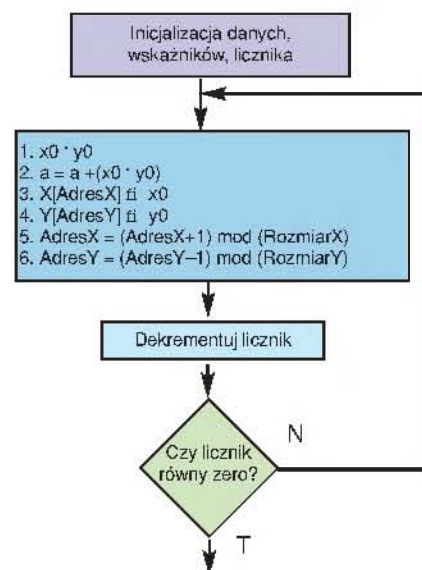 Inicjalizacja danych,
wskaźników, licznika
1. x0 · y0
2. a = a +(x0 · y0)
3. X[AdresX] fi x0
4. Y[AdresY] fi y0
5. AdresX = (AdresX+1) mod (RozmiarX)
6. AdresY = (AdresY–1) mod (RozmiarY)
Dekrementuj licznik
Czy licznik
równy zero?
N
T